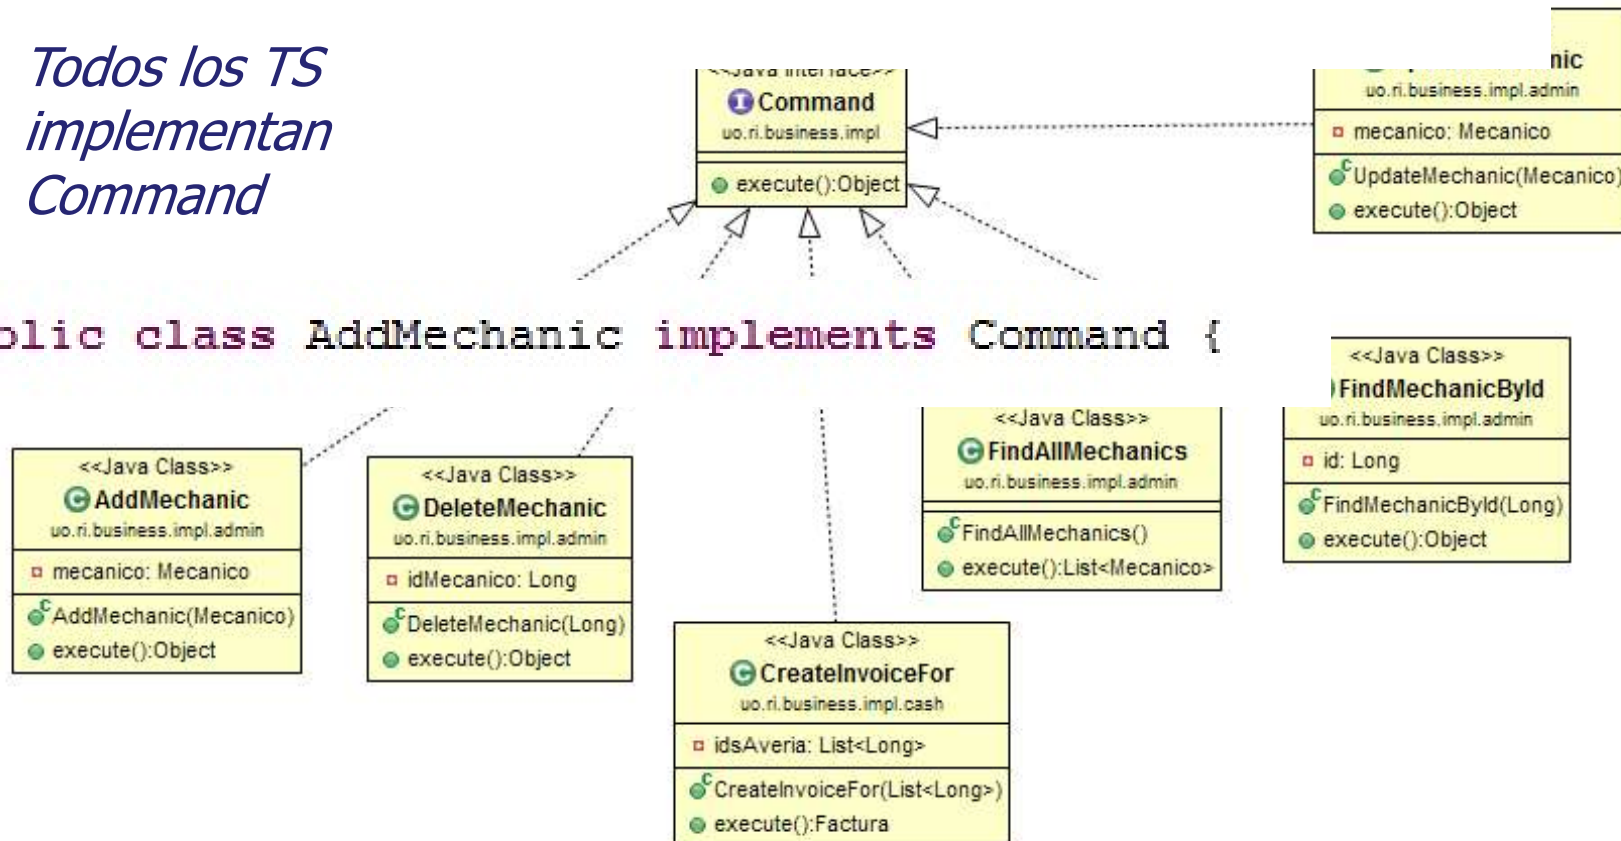 Todos los TS
implementan
Command
Command
uo.ri.business.impl
execute():Object
uo.ri.business.impl.admin
mecanico: Mecanico
UpdateMechanic(Mecanico)
execute():Object
class AddMechanic implements Command {
<<Java Class>>
AddMechanic
uo.ri.business.impl.admin
mecanico: Mecanico
AddMechanic(Mecanico)
execute():Object
<<Java Class>>
DeleteMechanic
uo.ri.business.impl.admin
idMecanico: Long
DeleteMechanic(Long)
execute():Object
<<Java Class>>
CreateInvoiceFor
uo.ri.business.impl.cash
idsAveria: List<Long>
CreateInvoiceFor(List<Long>)
execute():Factura
<<Java Class>>
FindAllMechanics
uo.ri.business.impl.admin
FindAllMechanics()
execute():List<Mecanico>
<<Java Class>>
FindMechanicById
uo.ri.business.impl.admin
id: Long
FindMechanicById(Long)
execute():Object